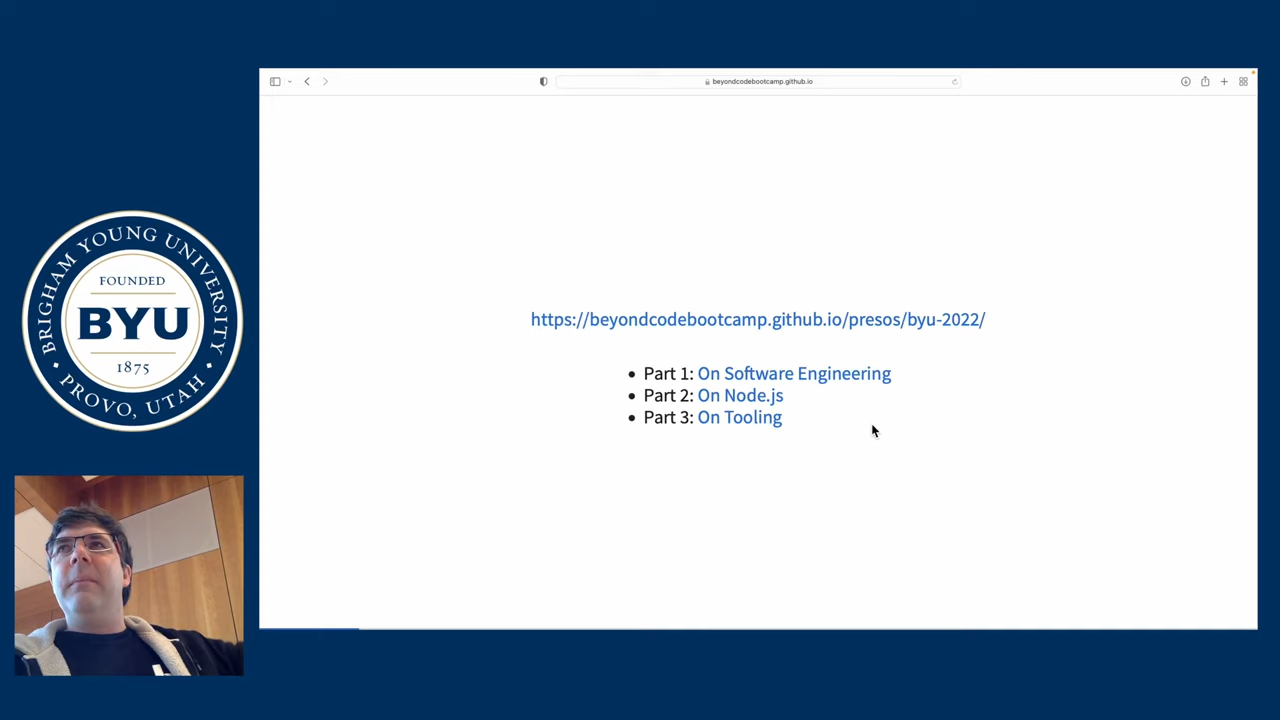 beyondcodebootcamp.github.io
https://beyondcodebootcamp.github.io/presos/byu-2022/
Part 1: On Software Engineering
Part 2: On Node.js
Part 3: On Tooling
BRIGHAM YOUNG UNIVERSITY
FOUNDED
BYU
1875
PROVO, UTAH